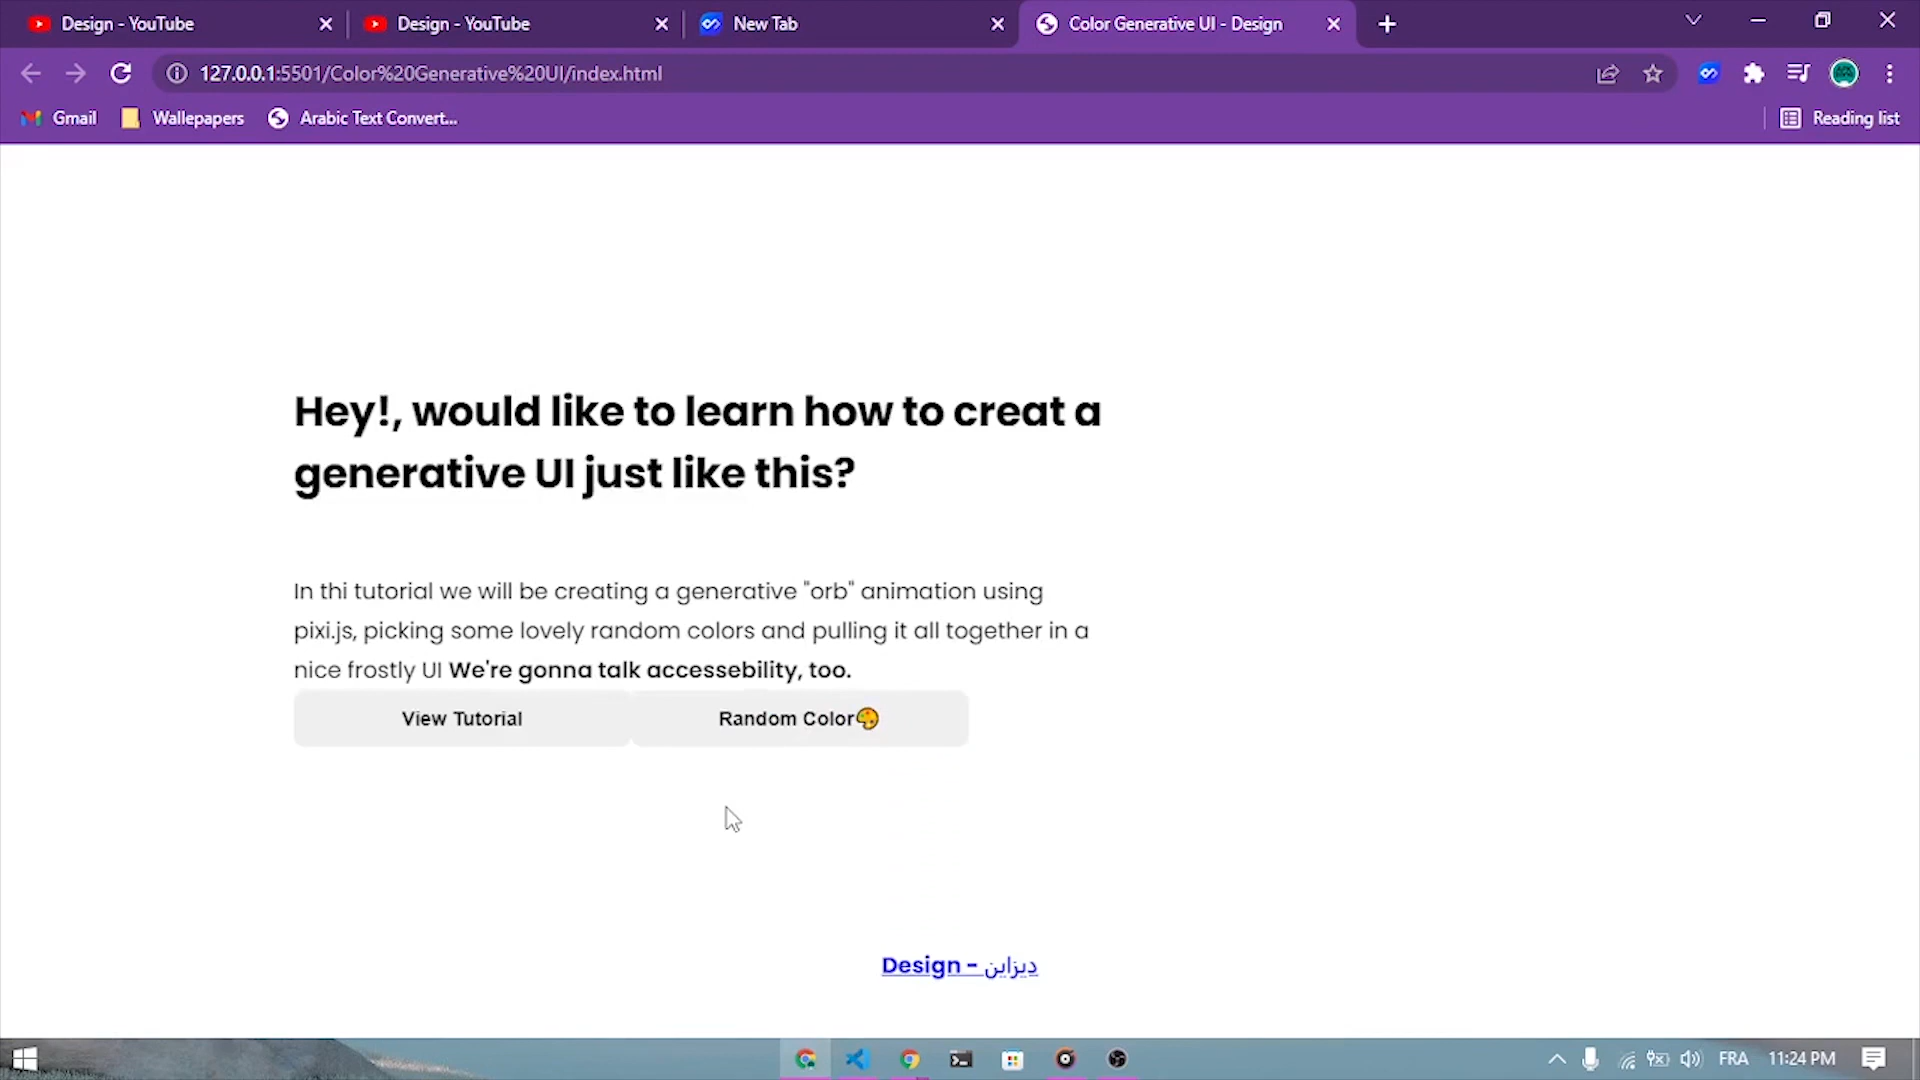 Design - YouTube
Design - YouTube
New Tab
Color Generative UI - Design
127.0.0.1:5501/Color%20Generative%20UI/index.html
Gmail
Wallepapers
Arabic Text Convert...
Reading list
Hey!, would like to learn how to creat a
generative UI just like this?
In thi tutorial we will be creating a generative "orb" animation using
pixi.js, picking some lovely random colors and pulling it all together in a
nice frostly UI We're gonna talk accessebility, too.
View Tutorial
Random Color🎨
Design - ديزاين
FRA
11:24 PM